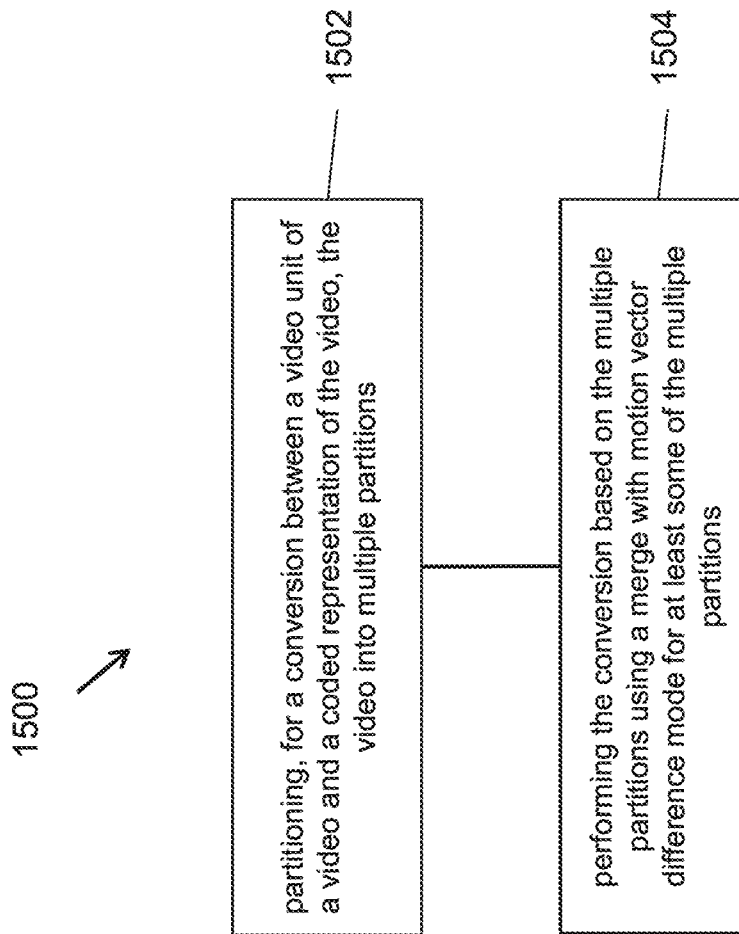 1500
partitioning, for a conversion between a video unit of
a video and a coded representation of the video, the
video into multiple partitions
1502
performing the conversion based on the multiple
partitions using a merge with motion vector
difference mode for at least some of the multiple
partitions
1504